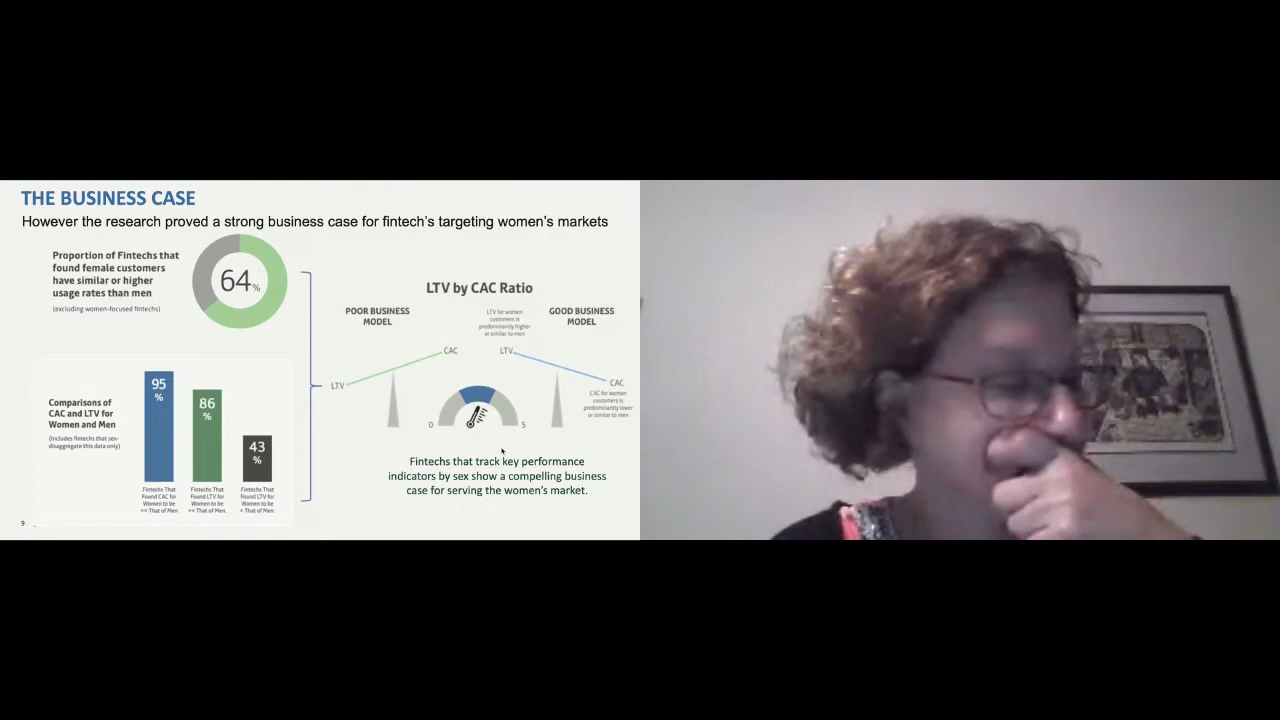 THE BUSINESS CASE
However the research proved a strong business case for fintech's targeting women's markets
Proportion of Fintechs that
found female customers
have similar or higher
usage rates than men
(excluding women-focused fintechs)
64%
LTV by CAC Ratio
POOR BUSINESS
MODEL
LTV for women
customers is
predominantly higher
or similar to men
GOOD BUSINESS
MODEL
CAC
LTV
LTV
CAC
CAC for women
customers is
predominantly lower
or similar to men
0
5
Comparisons of
CAC and LTV for
Women and Men
(Includes fintechs that sex-
disaggregate this data only)
95
%
86
%
43
%
Fintechs That
Found CAC for
Women to be
<= That of Men
Fintechs That
Found LTV for
Women to be
>= That of Men.
Fintechs That
Found LTV for
Women to be
> That of Men.
Fintechs that track key performance
indicators by sex show a compelling business
case for serving the women's market.
9